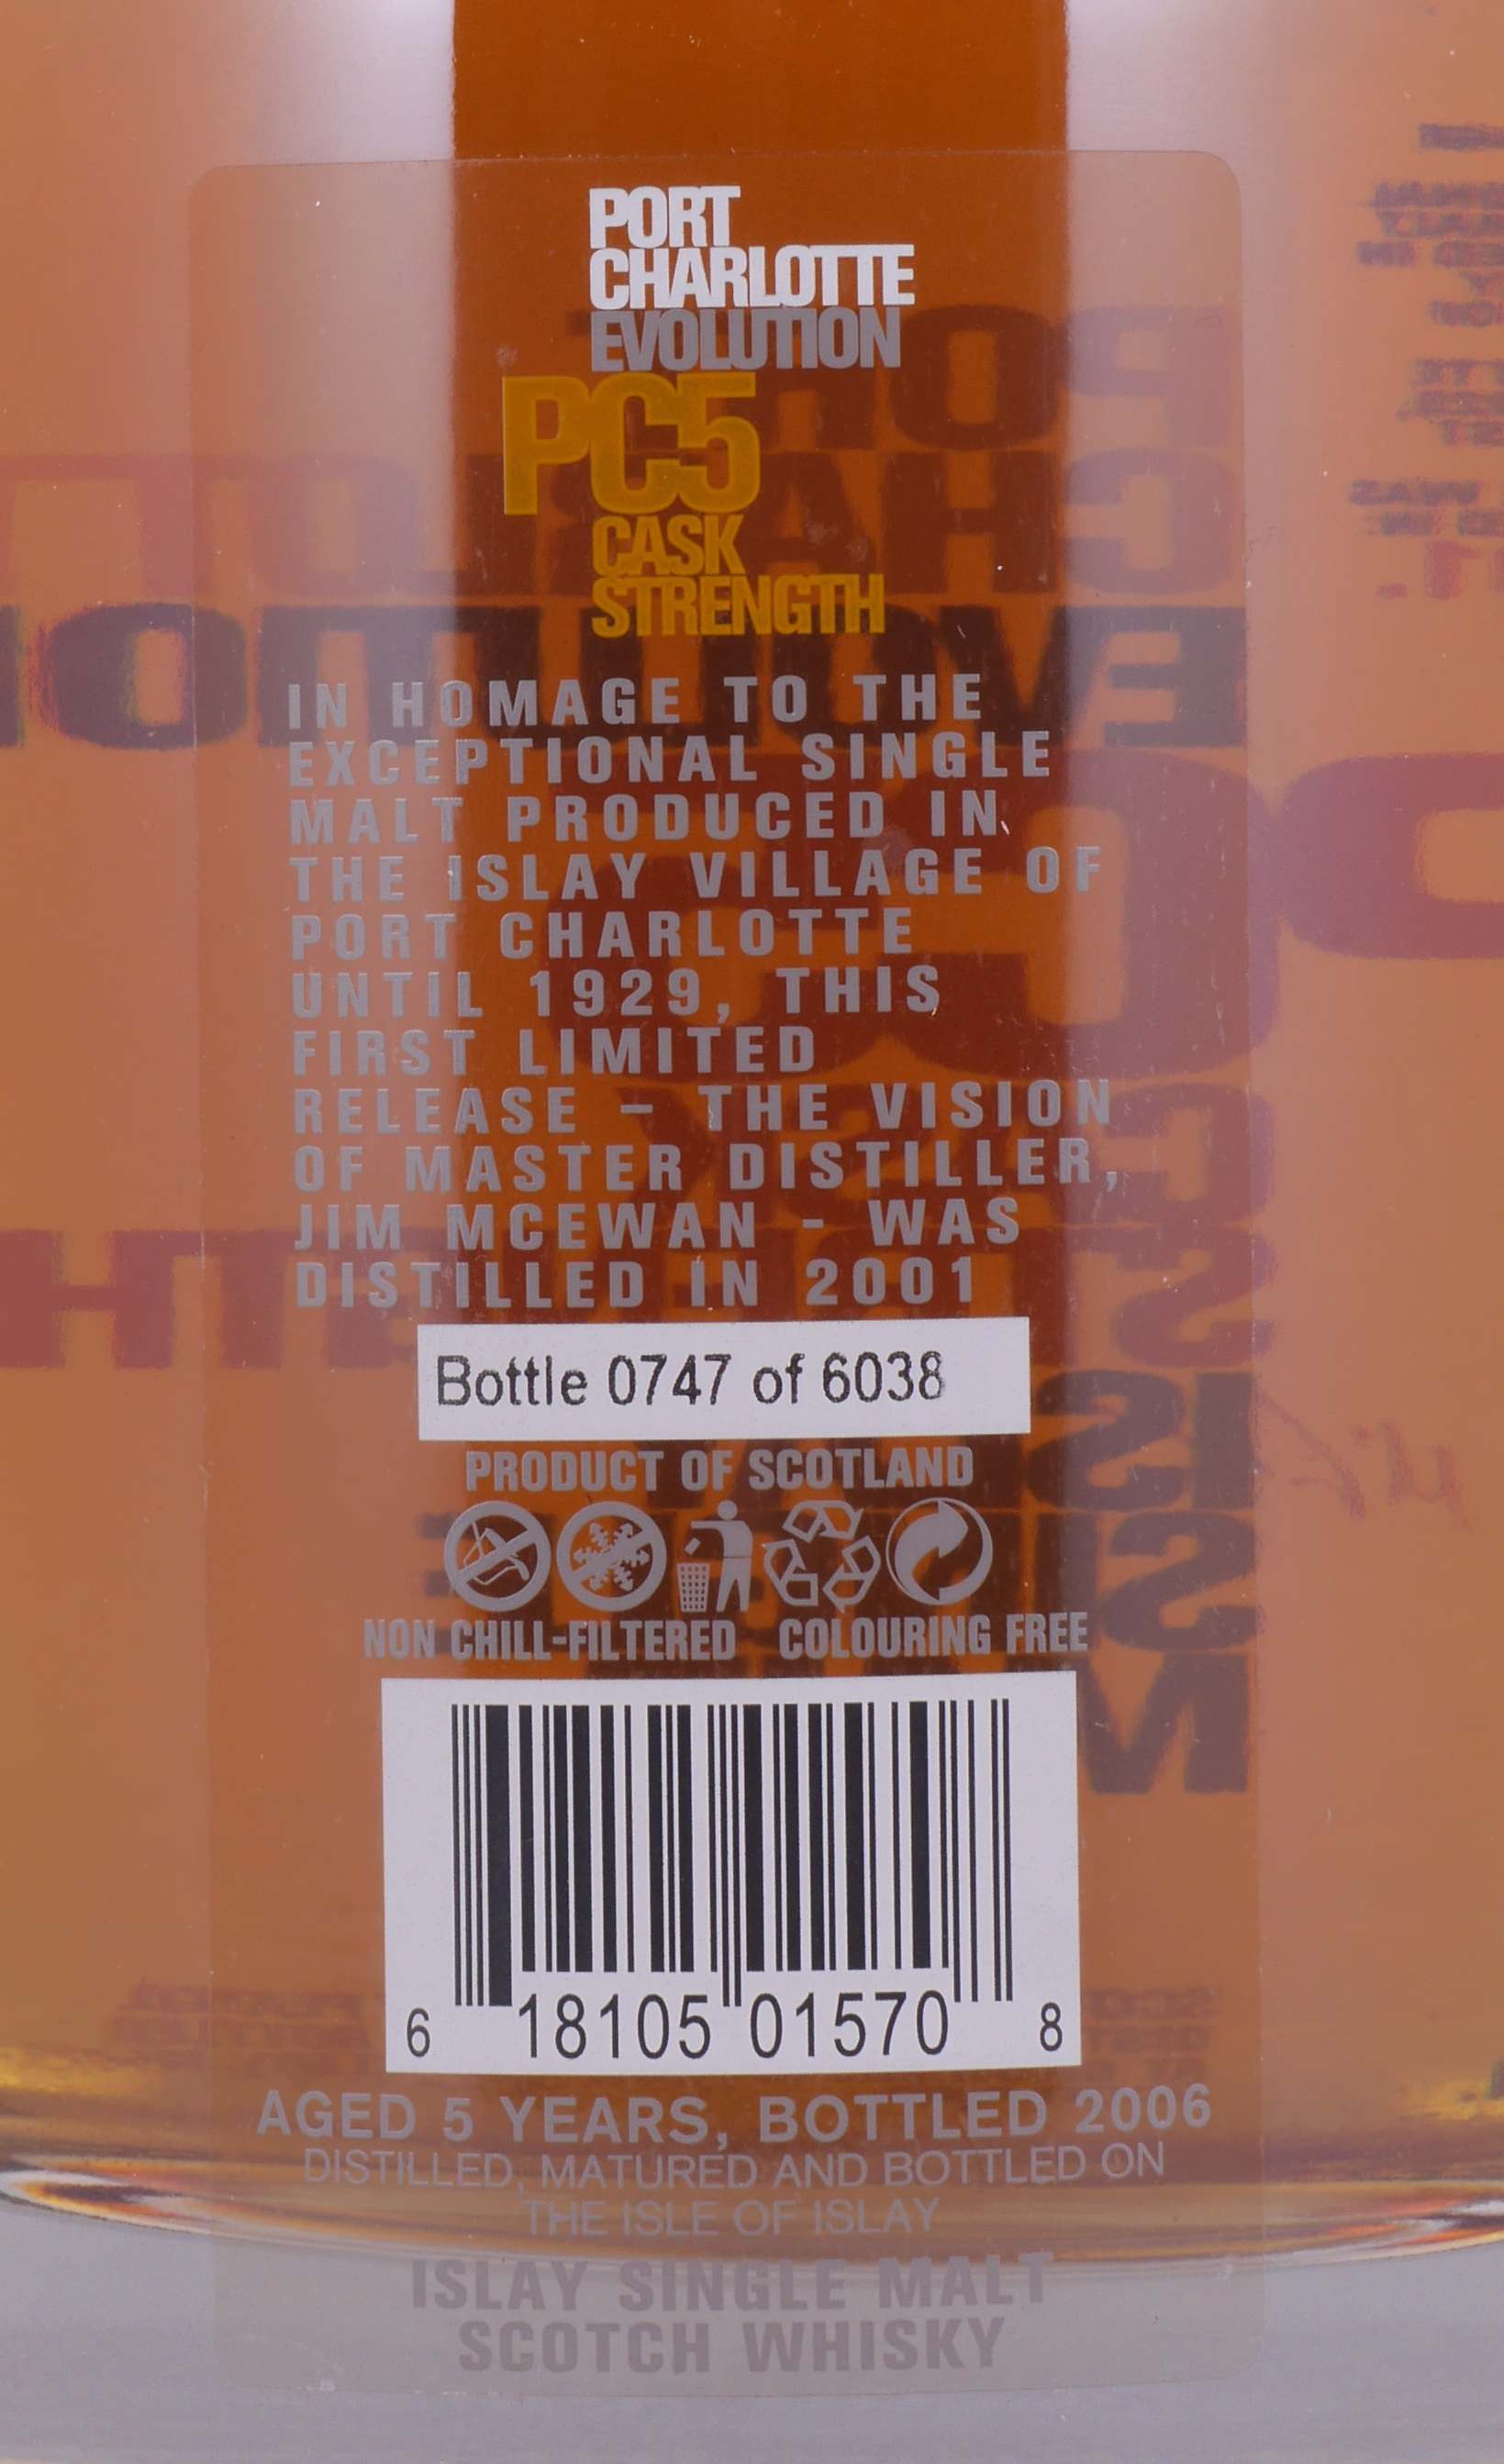 PORT
CHARLOTTE
EVOLUTION
PC5
CASK
STRENGTH
IN HOMAGE TO THE
EXCEPTIONAL SINGLE
MALT PRODUCED IN
THE ISLAY VILLAGE OF
PORT CHARLOTTE
UNTIL 1929, THIS
FIRST LIMITED
RELEASE – THE VISION
OF MASTER DISTILLER,
JIM MCEWAN - WAS
DISTILLED IN 2001
Bottle 0747 of 6038
PRODUCT OF SCOTLAND
NON CHILL-FILTERED COLOURING FREE
6 18105 01570 8
AGED 5 YEARS, BOTTLED 2006
DISTILLED, MATURED AND BOTTLED ON
THE ISLE OF ISLAY
ISLAY SINGLE MALT
SCOTCH WHISKY